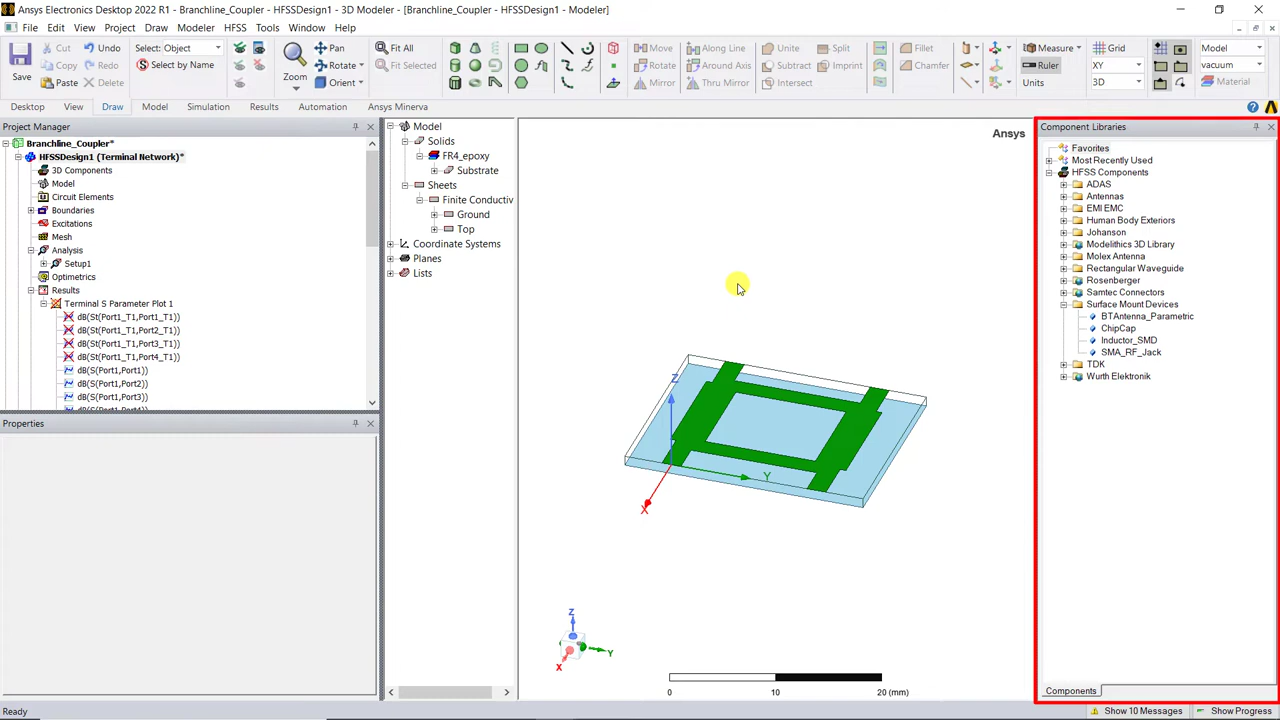 Ansys Electronics Desktop 2022 R1 - Branchline_Coupler - HFSSDesign1 - 3D Modeler - [Branchline_Coupler - HFSSDesign1 - Modeler]
File Edit View Project Draw Modeler HFSS Tools Window Help
Save
Cut
Copy
Paste
Undo
Redo
Delete
Select: Object
Select by Name
Zoom
Pan
Rotate
Orient
Fit All
Fit Selected
Move
Rotate
Mirror
Along Line
Around Axis
Thru Mirror
Unite
Subtract
Intersect
Split
Imprint
Fillet
Chamfer
Measure
Ruler
Units
Grid
XY
3D
Model
vacuum
Material
Desktop View Draw Model Simulation Results Automation Ansys Minerva
Project Manager
Branchline_Coupler*
HFSSDesign1 (Terminal Network)*
3D Components
Model
Circuit Elements
Boundaries
Excitations
Mesh
Analysis
Setup1
Optimetrics
Results
Terminal S Parameter Plot 1
dB(St(Port1_T1,Port1_T1))
dB(St(Port1_T1,Port2_T1))
dB(St(Port1_T1,Port3_T1))
dB(St(Port1_T1,Port4_T1))
dB(S(Port1,Port1))
dB(S(Port1,Port2))
dB(S(Port1,Port3))
dB(S(Port1,Port4))
Properties
Model
Solids
FR4_epoxy
Substrate
Sheets
Finite Conductiv
Ground
Top
Coordinate Systems
Planes
Lists
Ansys
Z
Y
X
Z
Y
X
0 10 20 (mm)
Component Libraries
Favorites
Most Recently Used
HFSS Components
ADAS
Antennas
EMI EMC
Human Body Exteriors
Johanson
Modelithics 3D Library
Molex Antenna
Rectangular Waveguide
Rosenberger
Samtec Connectors
Surface Mount Devices
BTAntenna_Parametric
ChipCap
Inductor_SMD
SMA_RF_Jack
TDK
Wurth Elektronik
Components
Ready
Show 10 Messages
Show Progress